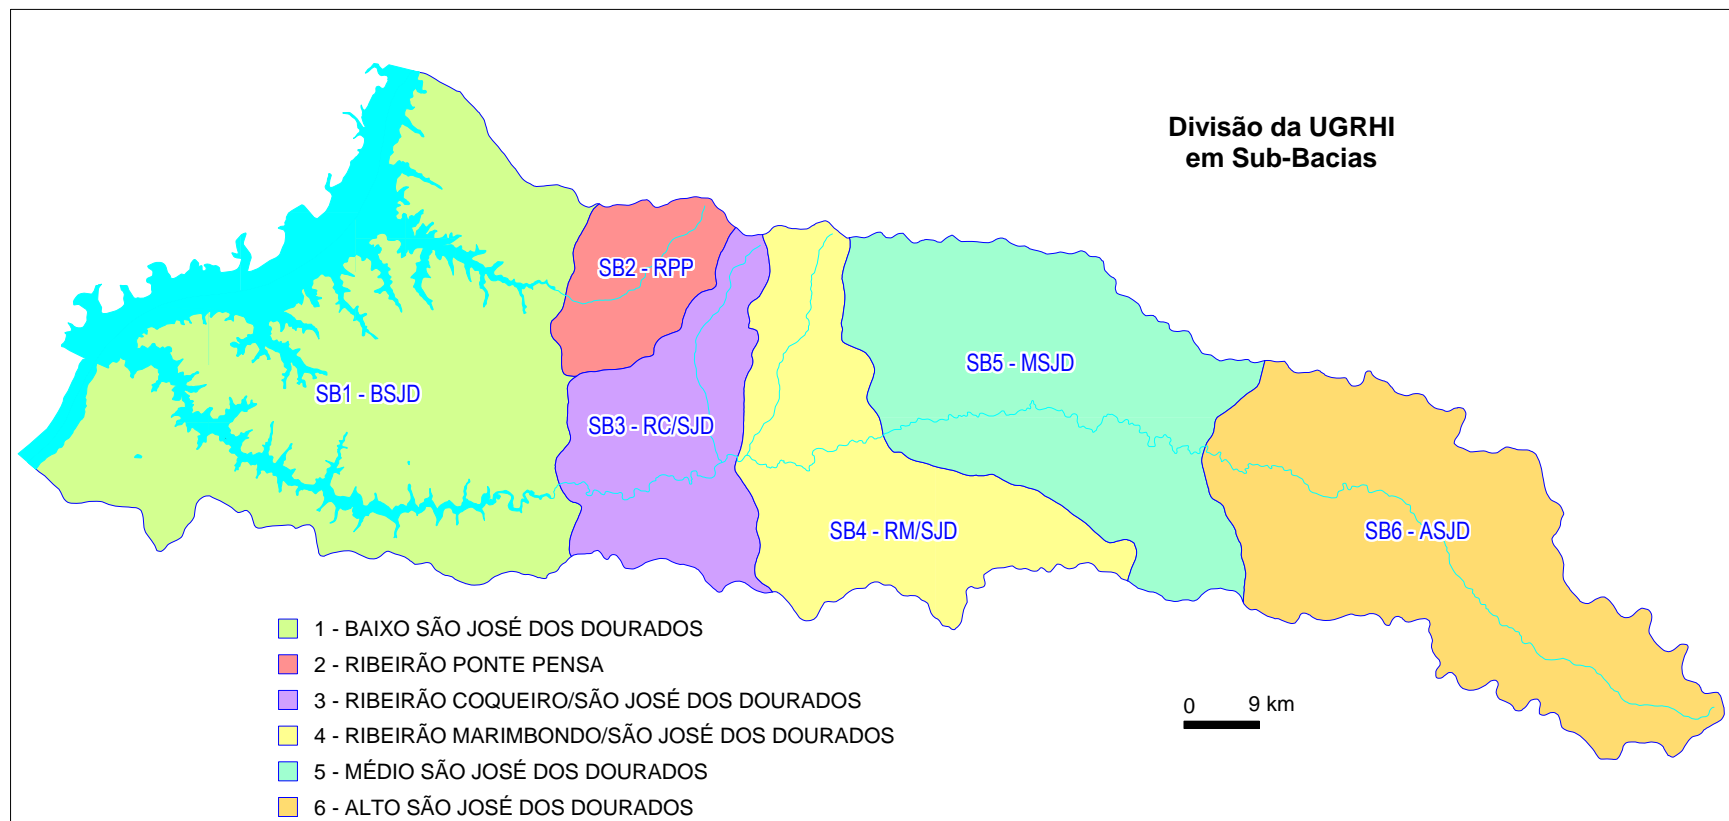 Divisão da UGRHI
em Sub-Bacias
SB2 - RPP
SB5 - MSJD
SB1 - BSJD
SB3 - RC/SJD
SB4 - RM/SJD
SB6 - ASJD
1 - BAIXO SÃO JOSÉ DOS DOURADOS
2 - RIBEIRÃO PONTE PENSA
3 - RIBEIRÃO COQUEIRO/SÃO JOSÉ DOS DOURADOS
4 - RIBEIRÃO MARIMBONDO/SÃO JOSÉ DOS DOURADOS
5 - MÉDIO SÃO JOSÉ DOS DOURADOS
6 - ALTO SÃO JOSÉ DOS DOURADOS
0 9 km